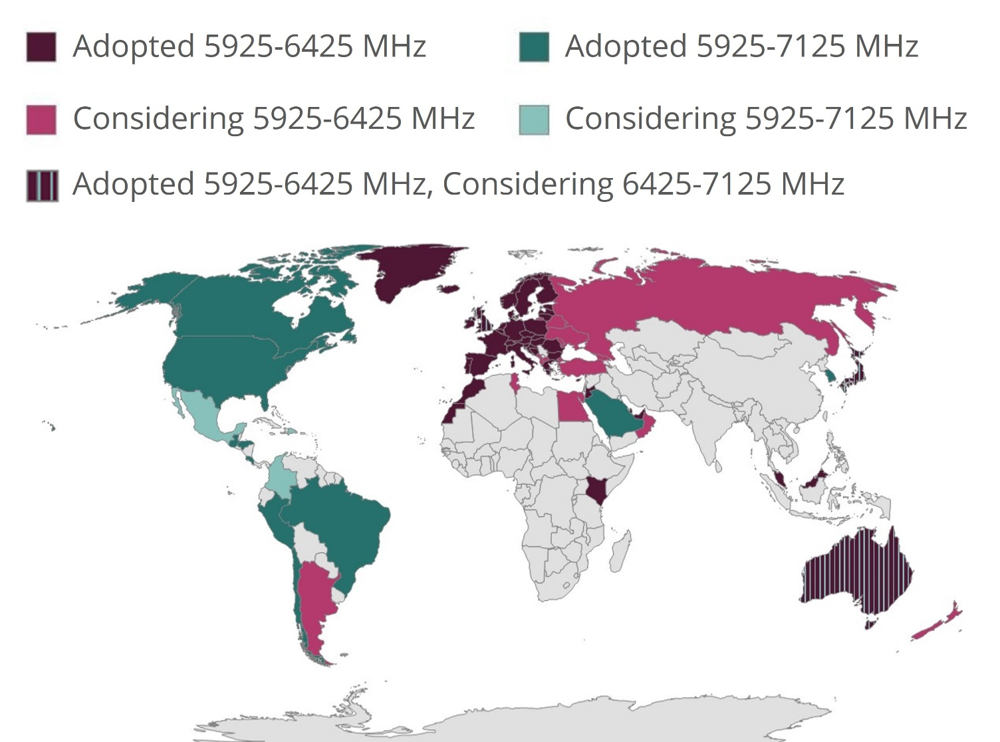 Adopted 5925-6425 MHz
Adopted 5925-7125 MHz
Considering 5925-6425 MHz
Considering 5925-7125 MHz
Adopted 5925-6425 MHz, Considering 6425-7125 MHz